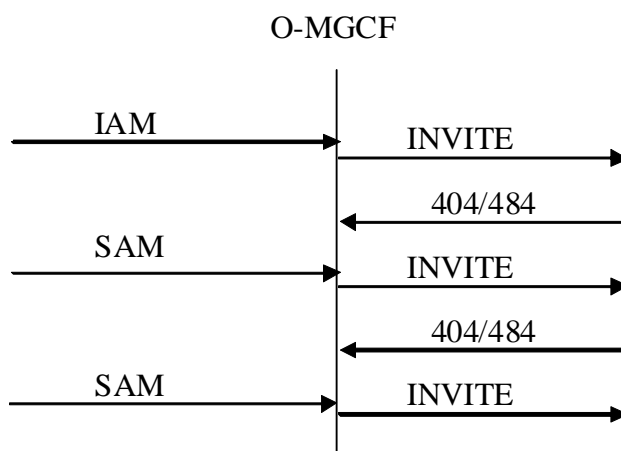 O-MGCF
IAM
INVITE
404/484
SAM
INVITE
404/484
SAM
INVITE